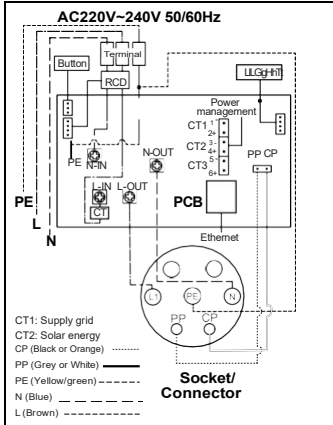 AC220V~240V 50/60Hz
Terminal
Button
RCD
Power
management
CT1
1-
2+
CT2
3-
4+
CT3
5-
6+
PP CP
PE
N-IN
N-OUT
L-IN
L-OUT
CT
PCB
PE
L
N
Ethernet
L1
PE
N
PP
CP
CT1: Supply grid
CT2: Solar energy
CP (Black or Orange)
PP (Grey or White)
PE (Yellow/green)
N (Blue)
L (Brown)
Socket/
Connector